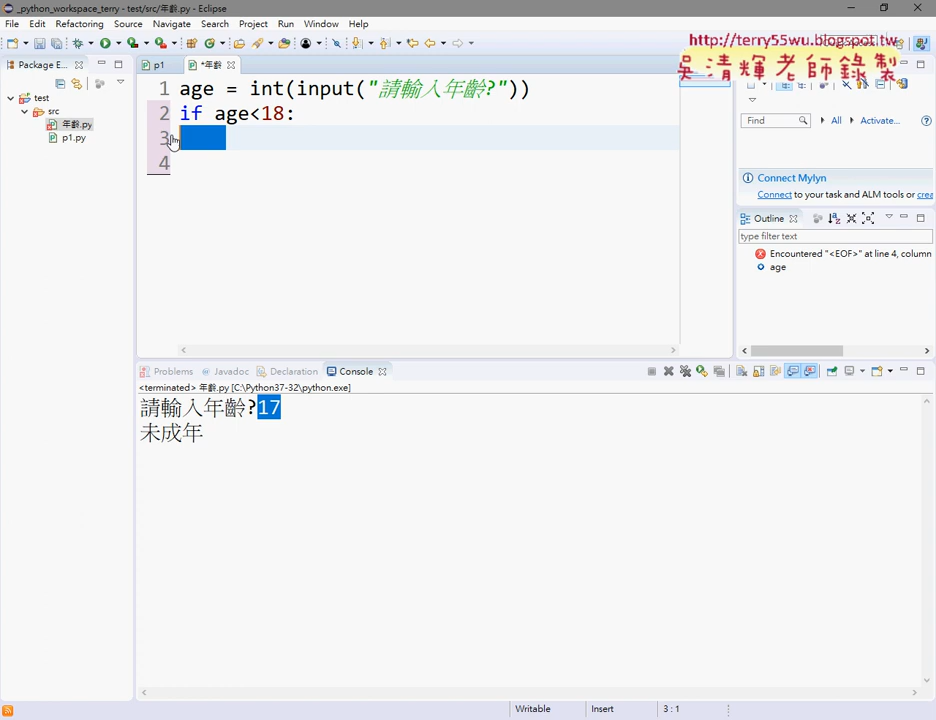 _python_workspace_terry - test/src/年齡.py - Eclipse
File Edit Refactoring Source Navigate Search Project Run Window Help
http://terry55wu.blogspot.tw
吳清輝老師錄製
Package E...
test
src
年齡.py
p1.py
p1
*年齡
1 age = int(input("請輸入年齡?"))
2 if age<18:
3
4
Find
All
Activate...
Connect Mylyn
Connect to your task and ALM tools or crea
Outline
type filter text
Encountered "<EOF>" at line 4, column
age
Problems Javadoc Declaration Console
<terminated> 年齡.py [C:\Python37-32\python.exe]
請輸入年齡?17
未成年
Writable Insert 3 : 1